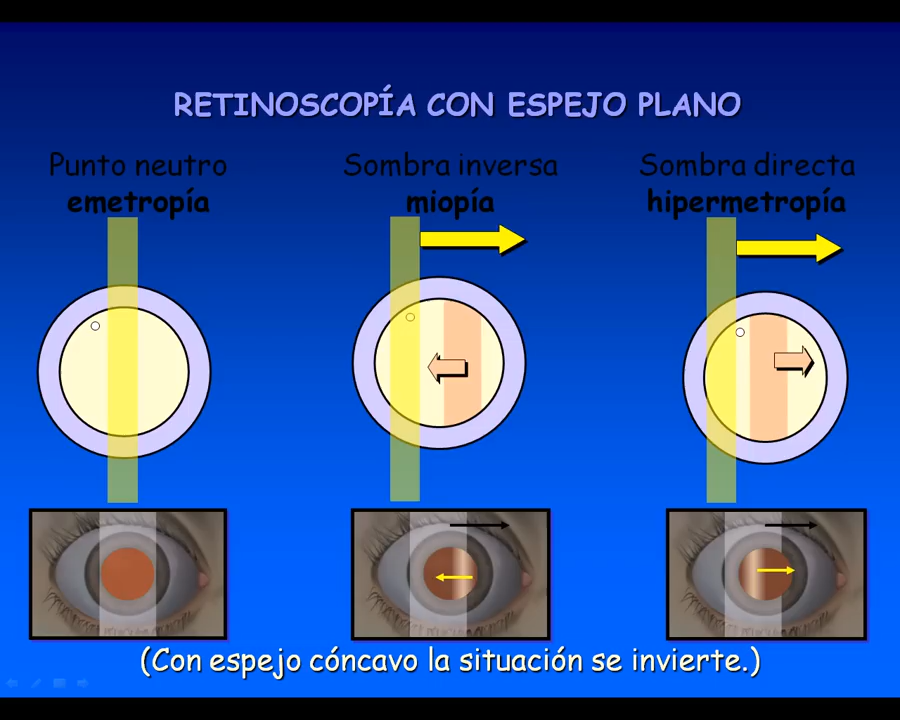 RETINOSCOPÍA CON ESPEJO PLANO
Punto neutro
emetropía
Sombra inversa
miopía
Sombra directa
hipermetropía
(Con espejo cóncavo la situación se invierte.)